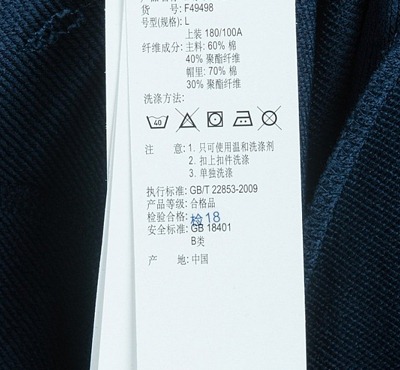 货 号: F49498
号型(规格): L
上装 180/100A
纤维成分: 主料: 60% 棉
40% 聚酯纤维
帽里: 70% 棉
30% 聚酯纤维
洗涤方法:
40
注 意: 1. 只可使用温和洗涤剂
2. 扣上扣件洗涤
3. 单独洗涤
执行标准: GB/T 22853-2009
产品等级: 合格品
检验合格: 检18
安全标准: GB 18401
B类
产 地: 中国